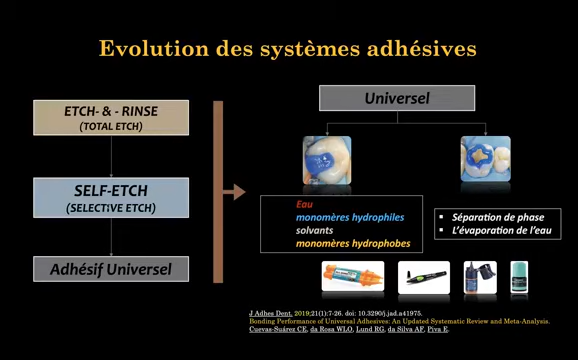 Evolution des systèmes adhésives
ETCH- & - RINSE
(TOTAL ETCH)
SELF-ETCH
(SELECTIVE ETCH)
Adhésif Universel
Universel
Eau
monomères hydrophiles
solvants
monomères hydrophobes
Séparation de phase
L'évaporation de l'eau
J Adhes Dent. 2019;21(1):7-26. doi: 10.3290/j.jad.a41975.
Bonding Performance of Universal Adhesives: An Updated Systematic Review and Meta-Analysis.
Cuevas-Suárez CE, da Rosa WLO, Lund RG, da Silva AF, Piva E.